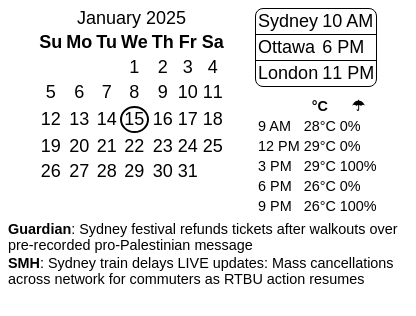 January 2025
Su Mo Tu We Th Fr Sa
1 2 3 4
5 6 7 8 9 10 11
12 13 14 15 16 17 18
19 20 21 22 23 24 25
26 27 28 29 30 31
Sydney 10 AM
Ottawa 6 PM
London 11 PM
°C ☂
9 AM 28°C 0%
12 PM 29°C 0%
3 PM 29°C 100%
6 PM 26°C 0%
9 PM 26°C 100%
Guardian: Sydney festival refunds tickets after walkouts over
pre-recorded pro-Palestinian message
SMH: Sydney train delays LIVE updates: Mass cancellations
across network for commuters as RTBU action resumes